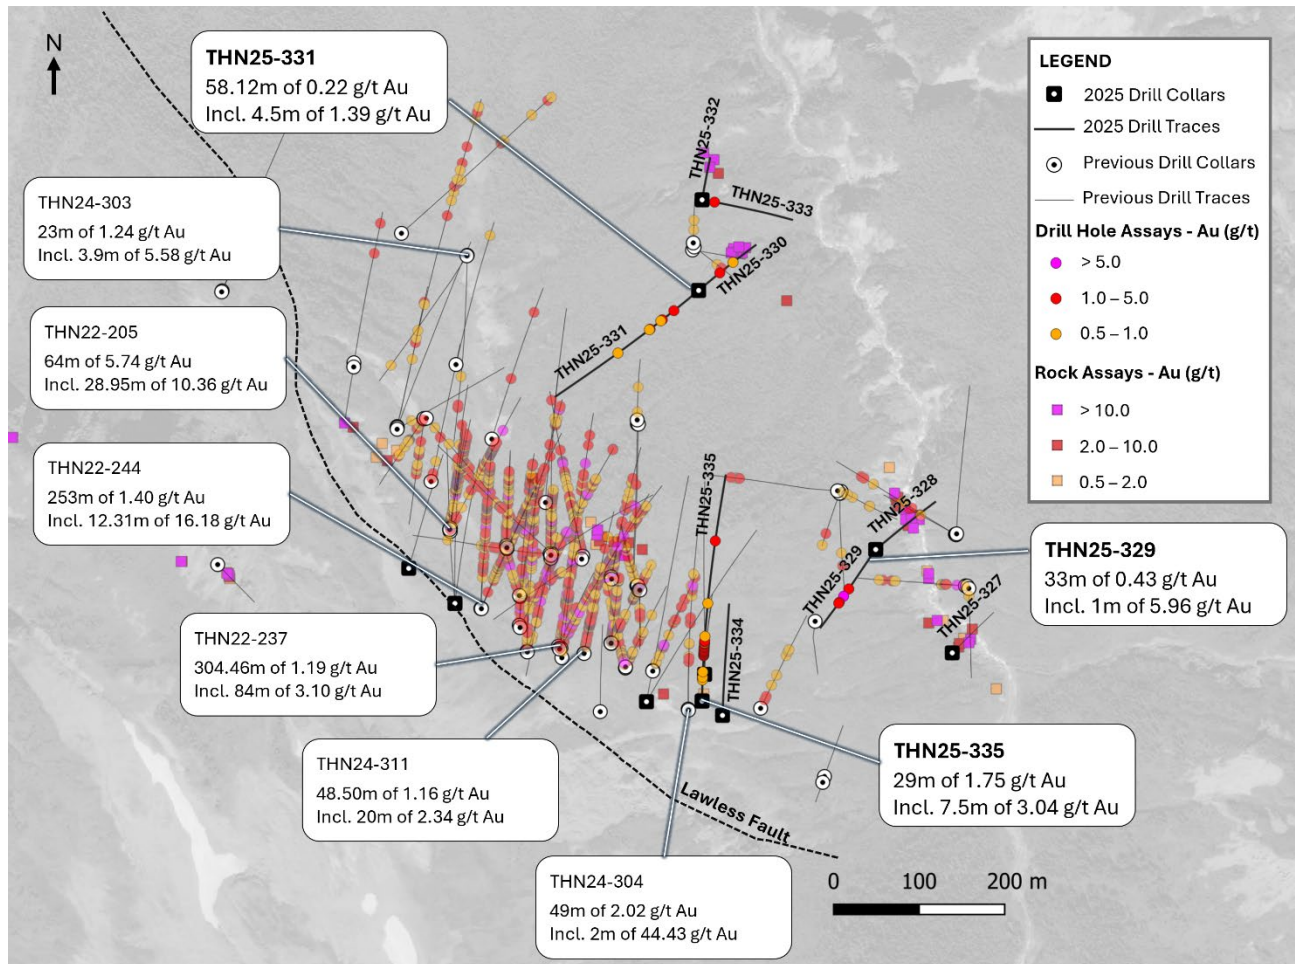 N
THN25-331
58.12m of 0.22 g/t Au
Incl. 4.5m of 1.39 g/t Au
THN24-303
23m of 1.24 g/t Au
Incl. 3.9m of 5.58 g/t Au
THN22-205
64m of 5.74 g/t Au
Incl. 28.95m of 10.36 g/t Au
THN22-244
253m of 1.40 g/t Au
Incl. 12.31m of 16.18 g/t Au
THN22-237
304.46m of 1.19 g/t Au
Incl. 84m of 3.10 g/t Au
THN24-311
48.50m of 1.16 g/t Au
Incl. 20m of 2.34 g/t Au
THN24-304
49m of 2.02 g/t Au
Incl. 2m of 44.43 g/t Au
THN25-335
29m of 1.75 g/t Au
Incl. 7.5m of 3.04 g/t Au
THN25-329
33m of 0.43 g/t Au
Incl. 1m of 5.96 g/t Au
THN25-332
THN25-333
THN25-330
THN25-331
THN25-335
THN25-328
THN25-329
THN25-327
THN25-334
Lawless Fault
0 100 200 m
LEGEND
2025 Drill Collars
2025 Drill Traces
Previous Drill Collars
Previous Drill Traces
Drill Hole Assays - Au (g/t)
> 5.0
1.0 – 5.0
0.5 – 1.0
Rock Assays - Au (g/t)
> 10.0
2.0 - 10.0
0.5 – 2.0